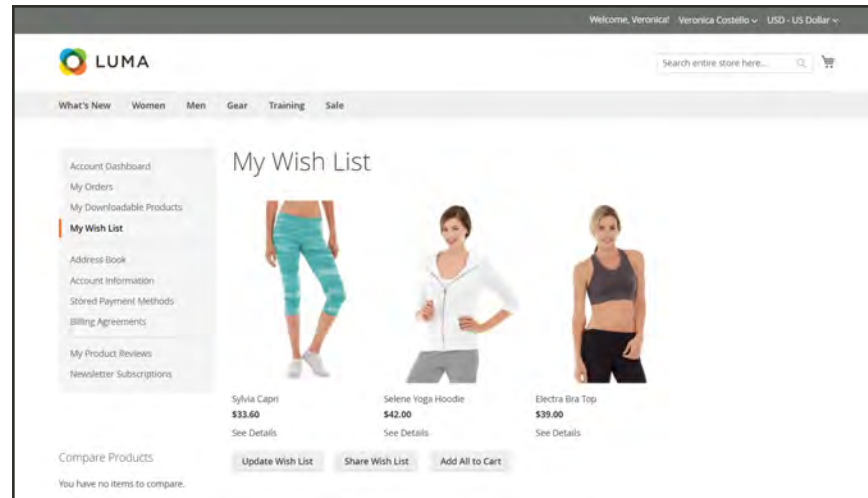 Welcome, Veronica! Veronica Costello USD - US Dollar
LUMA
Search entire store here...
What's New Women Men Gear Training Sale
Account Dashboard
My Orders
My Downloadable Products
My Wish List
Address Book
Account Information
Stored Payment Methods
Billing Agreements
My Product Reviews
Newsletter Subscriptions
Compare Products
You have no items to compare.
My Wish List
Sylvia Capri
$33.60
See Details
Selene Yoga Hoodie
$42.00
See Details
Electra Bra Top
$39.00
See Details
Update Wish List Share Wish List Add All to Cart